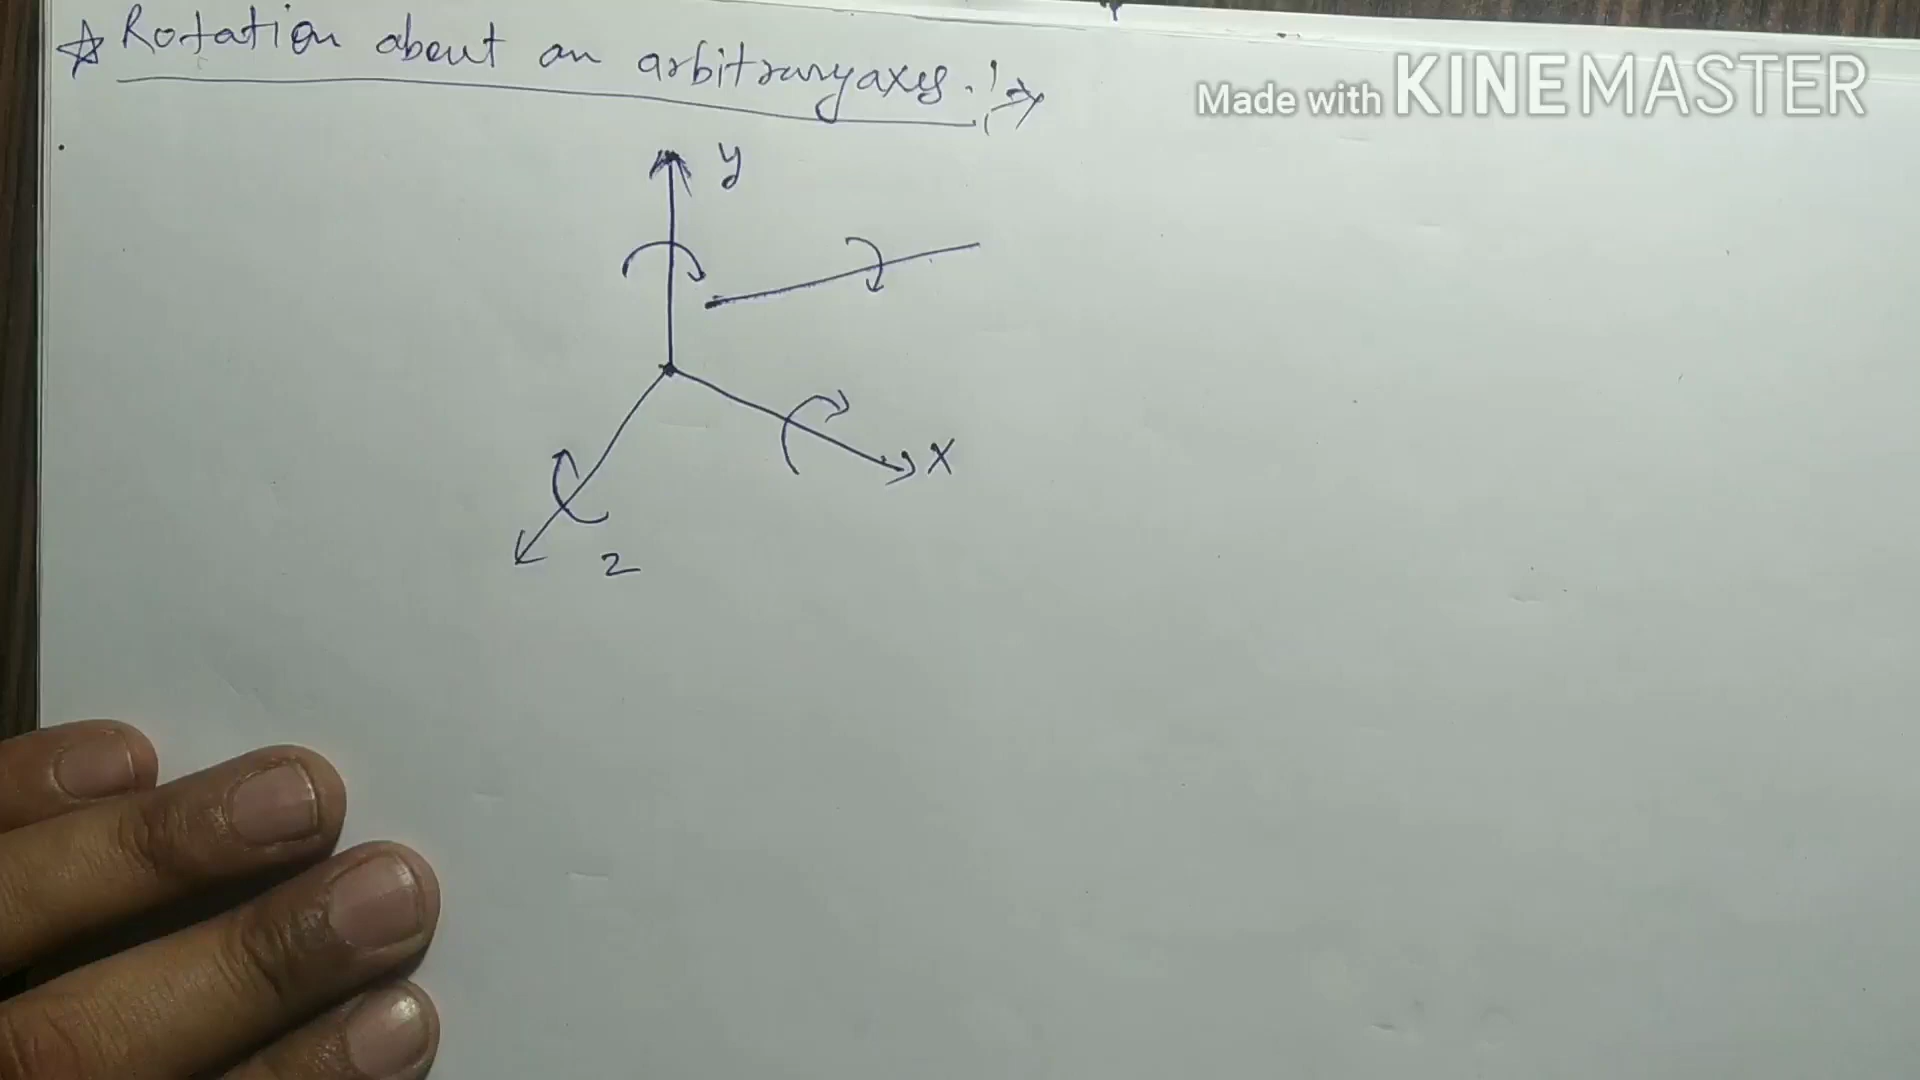 ☆ Rotation about an arbitrary axes :→
Made with KINEMASTER
y
X
z